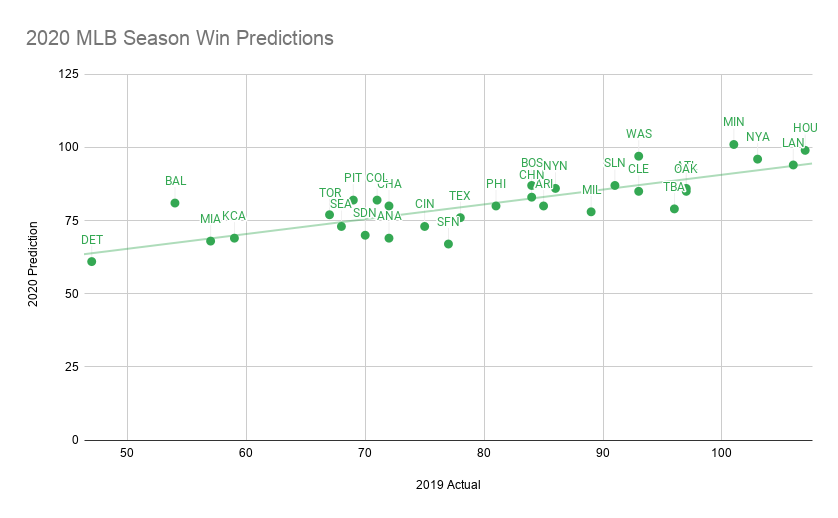 2020 MLB Season Win Predictions
125
100
75
50
25
0
2020 Prediction
DET
BAL
MIA
KCA
TOR
SEA
PIT
COL
CHA
SDN
ANA
CIN
SFN
TEX
PHI
BOS
NYN
CHN
ARI
MIL
SLN
WAS
CLE
OAK
TBA
MIN
NYA
LAN
HOU
50
60
70
80
90
100
2019 Actual